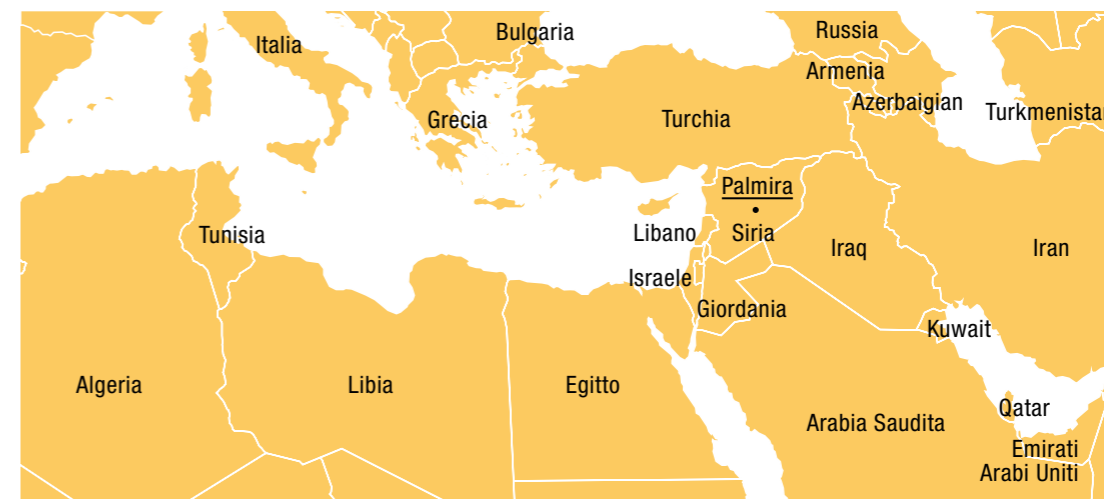 Russia
Bulgaria
Italia
Armenia
Azerbaigian
Turkmenistan
Grecia
Turchia
Palmira
Tunisia
Libano
Siria
Iraq
Iran
Israele
Giordania
Kuwait
Algeria
Libia
Egitto
Qatar
Arabia Saudita
Emirati
Arabi Uniti